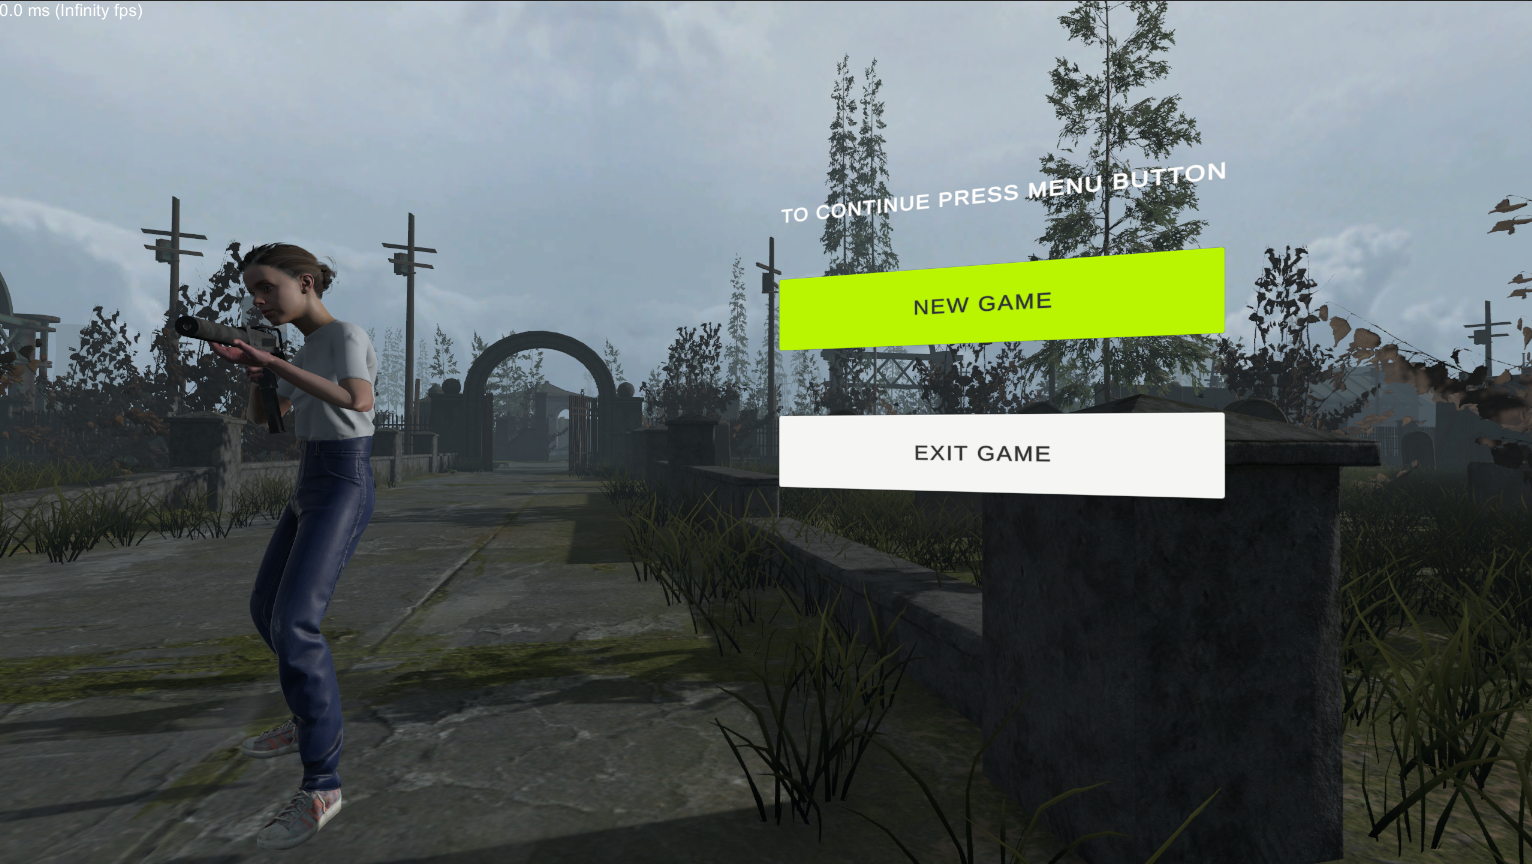 0.0 ms (Infinity fps)
TO CONTINUE PRESS MENU BUTTON
NEW GAME
EXIT GAME